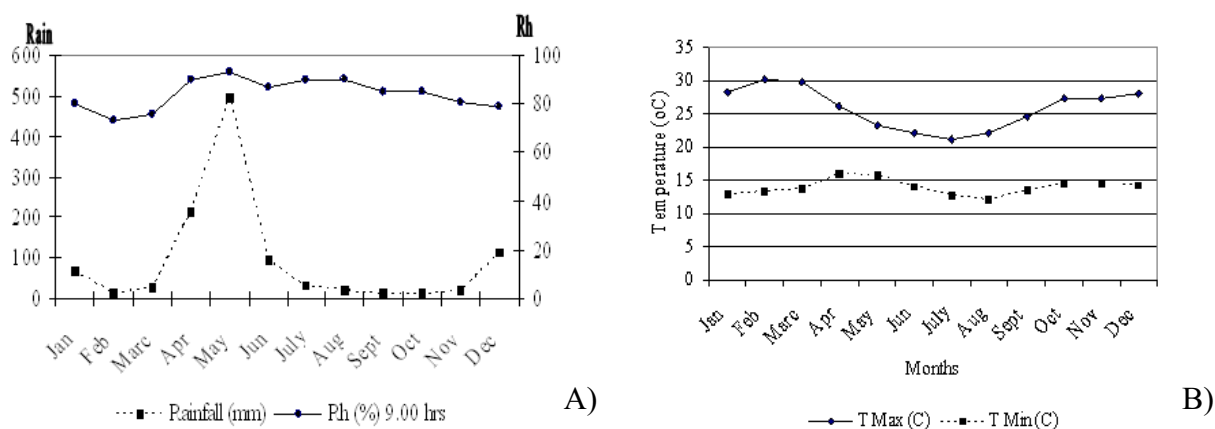 Rain
Rh
600
500
400
300
200
100
0
100
80
60
40
20
0
Jan
Feb
Marc
Apr
May
Jun
July
Aug
Sept
Oct
Nov
Dec
Rainfall (mm)
Rh (%) 9.00 hrs
A)
35
30
25
20
15
10
5
0
Temperature (oC)
Jan
Feb
Marc
Apr
May
Jun
July
Aug
Sept
Oct
Nov
Dec
Months
T Max (C)
T Min (C)
B)